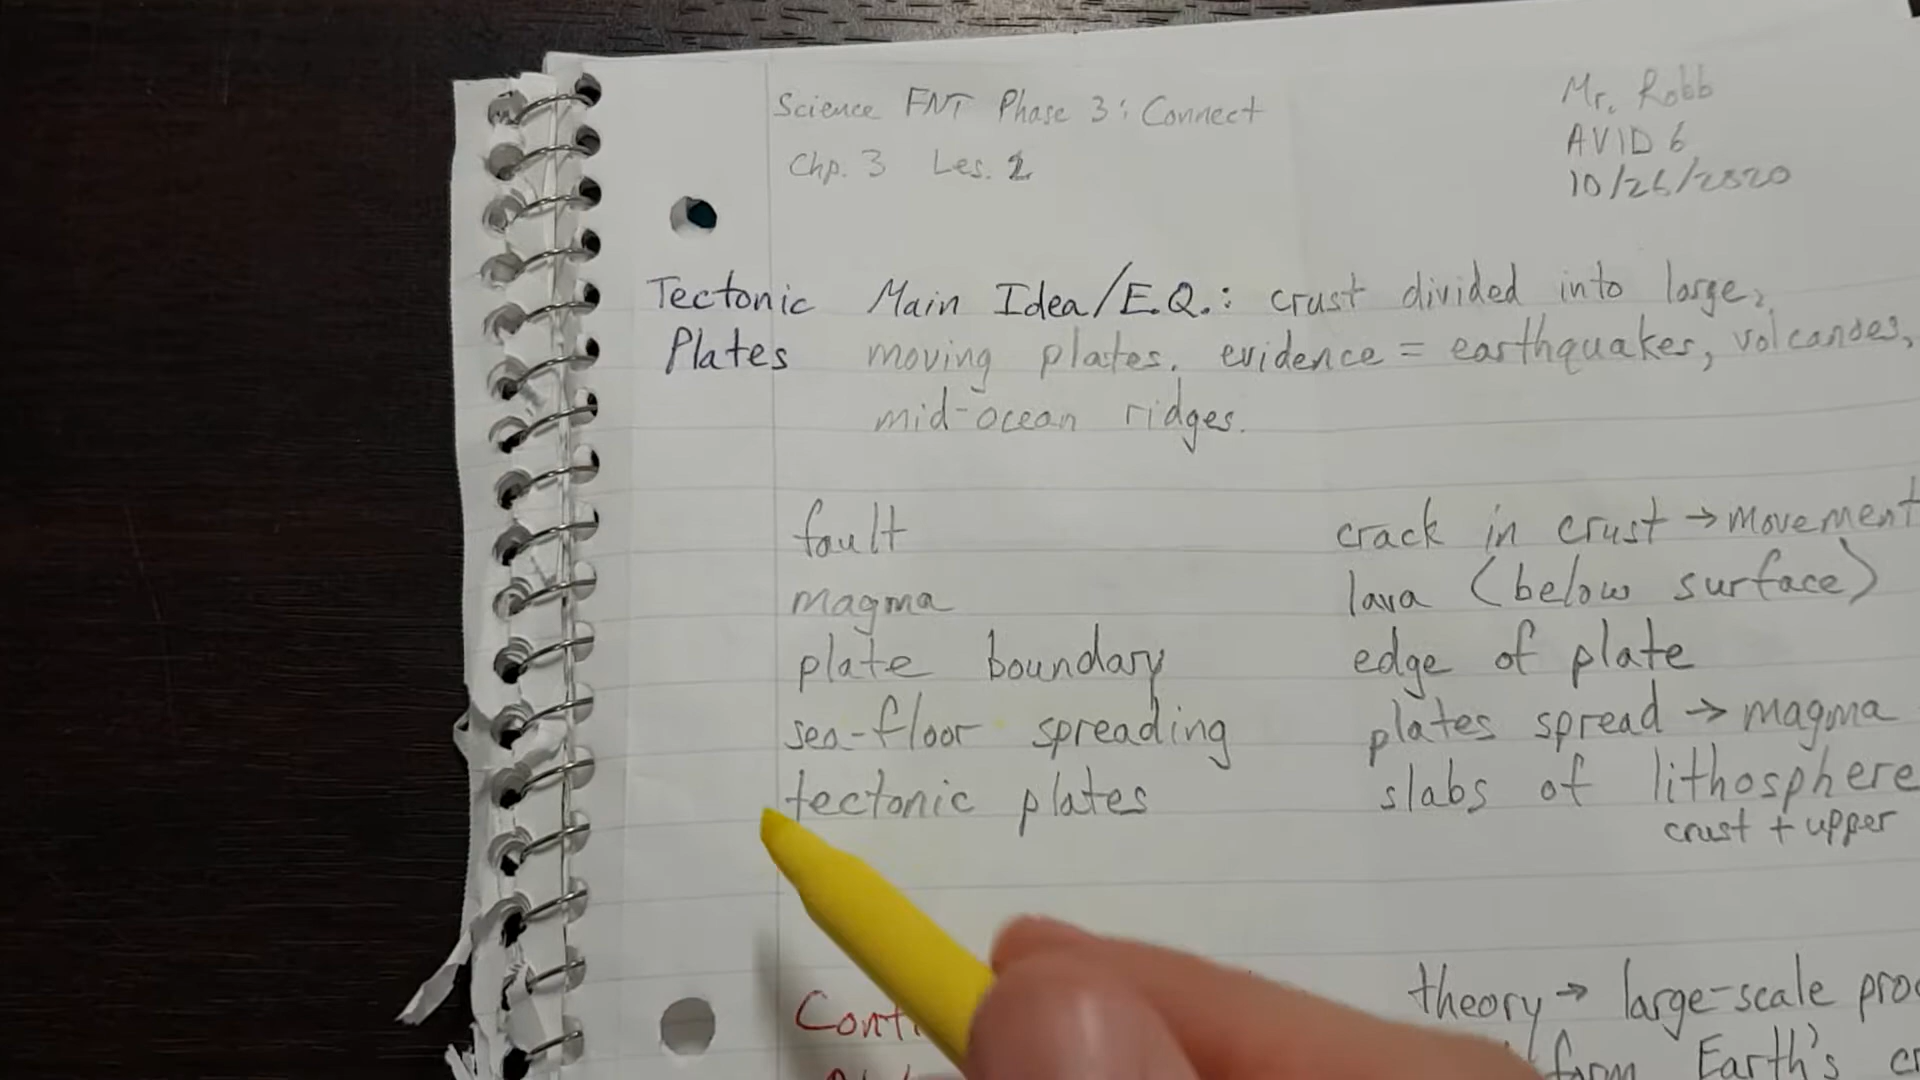 Science FNT Phase 3: Connect
Chp. 3 Les. 2
Mr. Robb
AVID 6
10/26/2020
Tectonic Plates
Main Idea/E.Q.: crust divided into large,
moving plates. evidence = earthquakes, volcanoes,
mid-ocean ridges.
fault crack in crust → movement
magma lava (below surface)
plate boundary edge of plate
sea-floor spreading plates spread → magma
tectonic plates slabs of lithosphere
crust + upper
theory → large-scale
Earth's